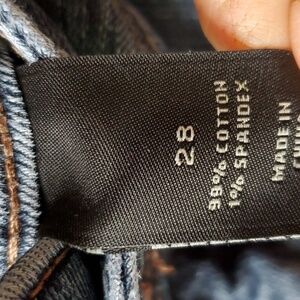 28
99% COTTON
1% SPANDEX
MADE IN